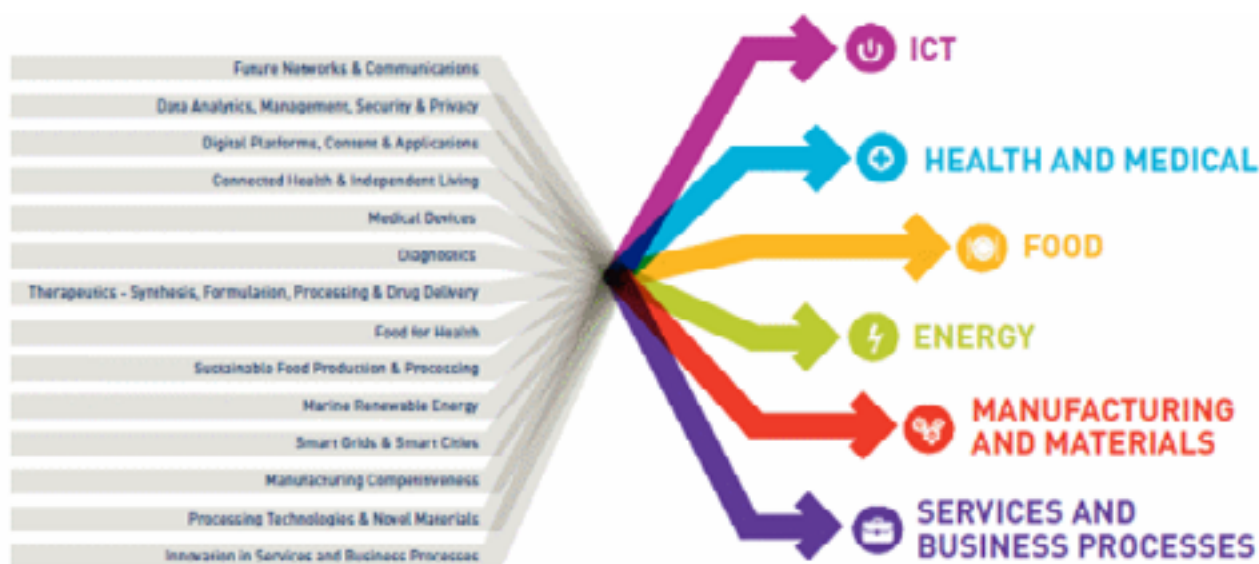 Future Networks & Communications
Data Analytics, Management, Security & Privacy
Digital Platforms, Content & Applications
Connected Health & Independent Living
Medical Devices
Diagnostics
Therapeutics - Synthesis, Formulation, Processing & Drug Delivery
Food for Health
Sustainable Food Production & Processing
Marine Renewable Energy
Smart Grids & Smart Cities
Manufacturing Competitiveness
Processing Technologies & Novel Materials
Innovation in Services and Business Processes
ICT
HEALTH AND MEDICAL
FOOD
ENERGY
MANUFACTURING
AND MATERIALS
SERVICES AND
BUSINESS PROCESSES